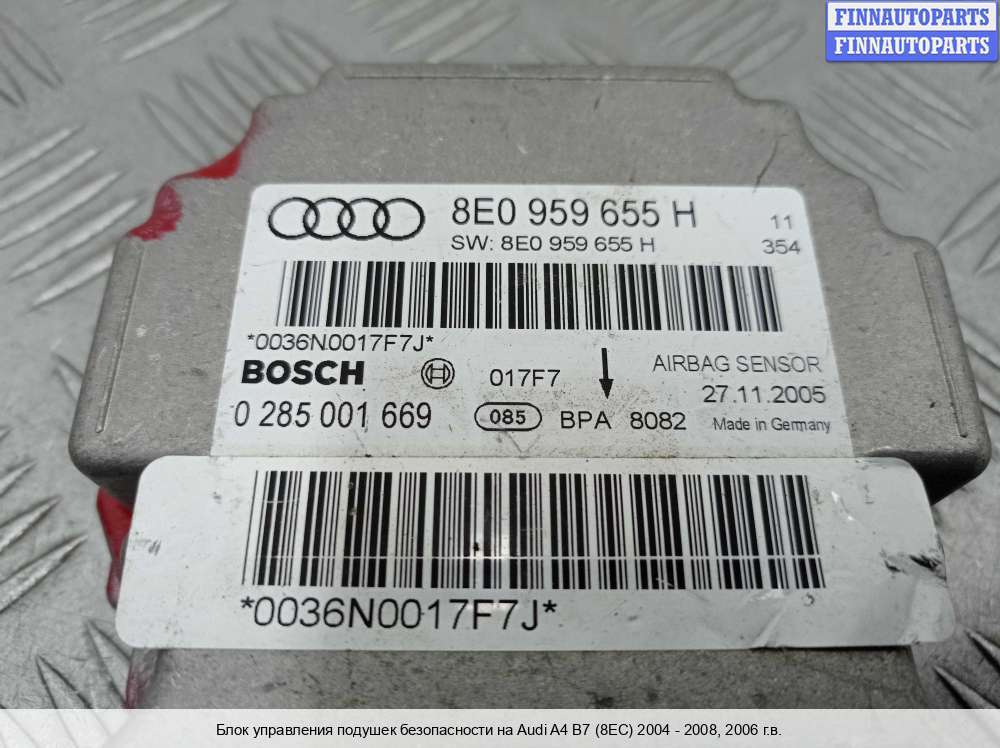 FINNAUTOPARTS
FINNAUTOPARTS
8E0 959 655 H 11
SW: 8E0 959 655 H 354
*0036N0017F7J*
BOSCH 017F7 AIRBAG SENSOR
27.11.2005
0 285 001 669 085 BPA 8082 Made in Germany
*0036N0017F7J*
Блок управления подушек безопасности на Audi A4 B7 (8EC) 2004 - 2008, 2006 г.в.